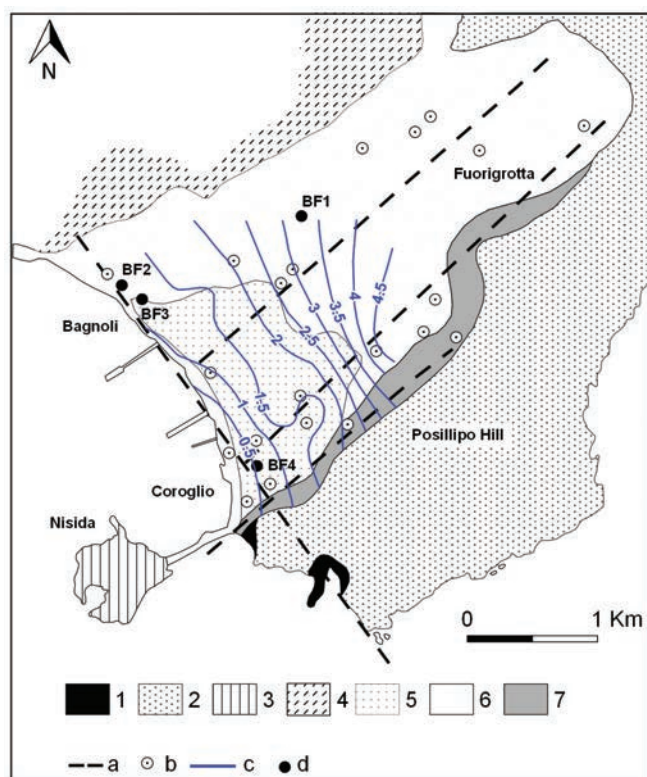 N
Fuorigrotta
BF1
BF2
BF3
Bagnoli
4.5
4
3.5
3
2.5
2
1.5
1
0.5
BF4
Posillipo Hill
Coroglio
Nisida
0 1 Km
1 2 3 4 5 6 7
a b c d